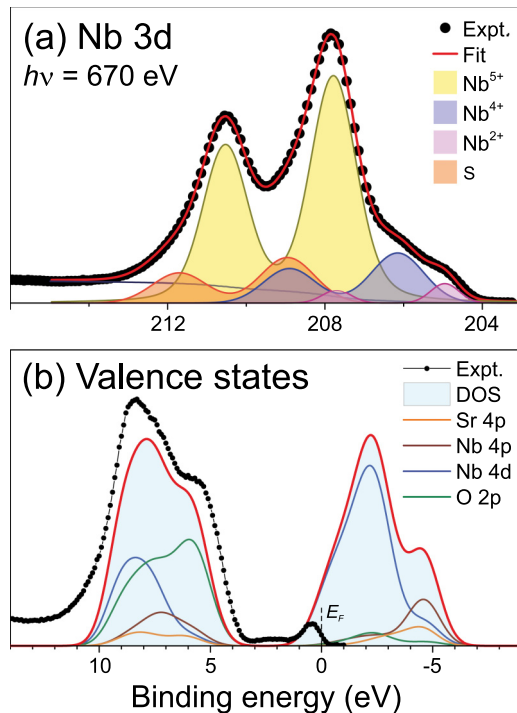 (a) Nb 3d
hν = 670 eV
Expt.
Fit
Nb⁵⁺
Nb⁴⁺
Nb²⁺
S
212 208 204
(b) Valence states
Expt.
DOS
Sr 4p
Nb 4p
Nb 4d
O 2p
E_F
10 5 0 -5
Binding energy (eV)